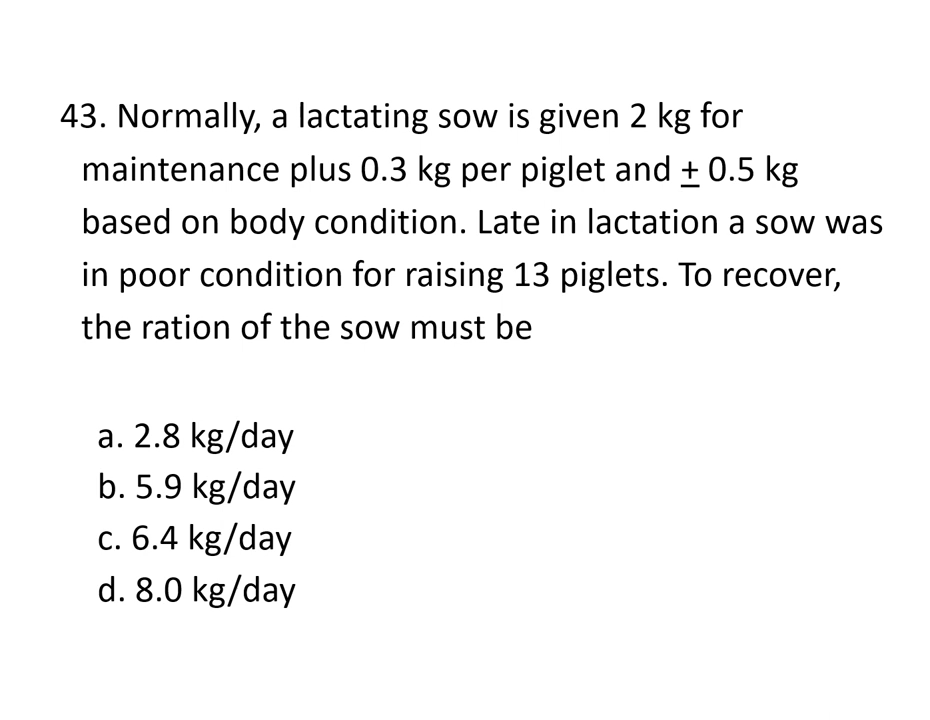 43. Normally, a lactating sow is given 2 kg for
maintenance plus 0.3 kg per piglet and ± 0.5 kg
based on body condition. Late in lactation a sow was
in poor condition for raising 13 piglets. To recover,
the ration of the sow must be
a. 2.8 kg/day
b. 5.9 kg/day
c. 6.4 kg/day
d. 8.0 kg/day